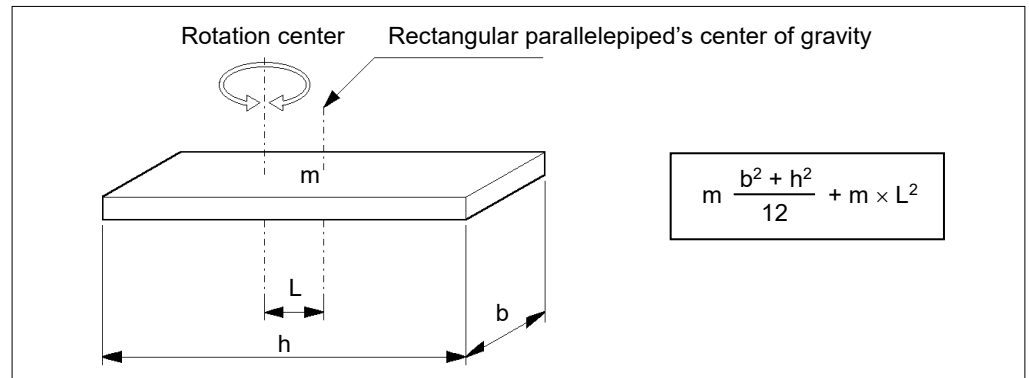 Rotation center Rectangular parallelepiped's center of gravity
m
m b² + h² / 12 + m × L²
L
b
h